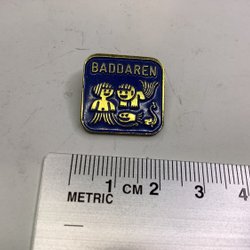 BADDAREN
1 CM 2 3 4
METRIC